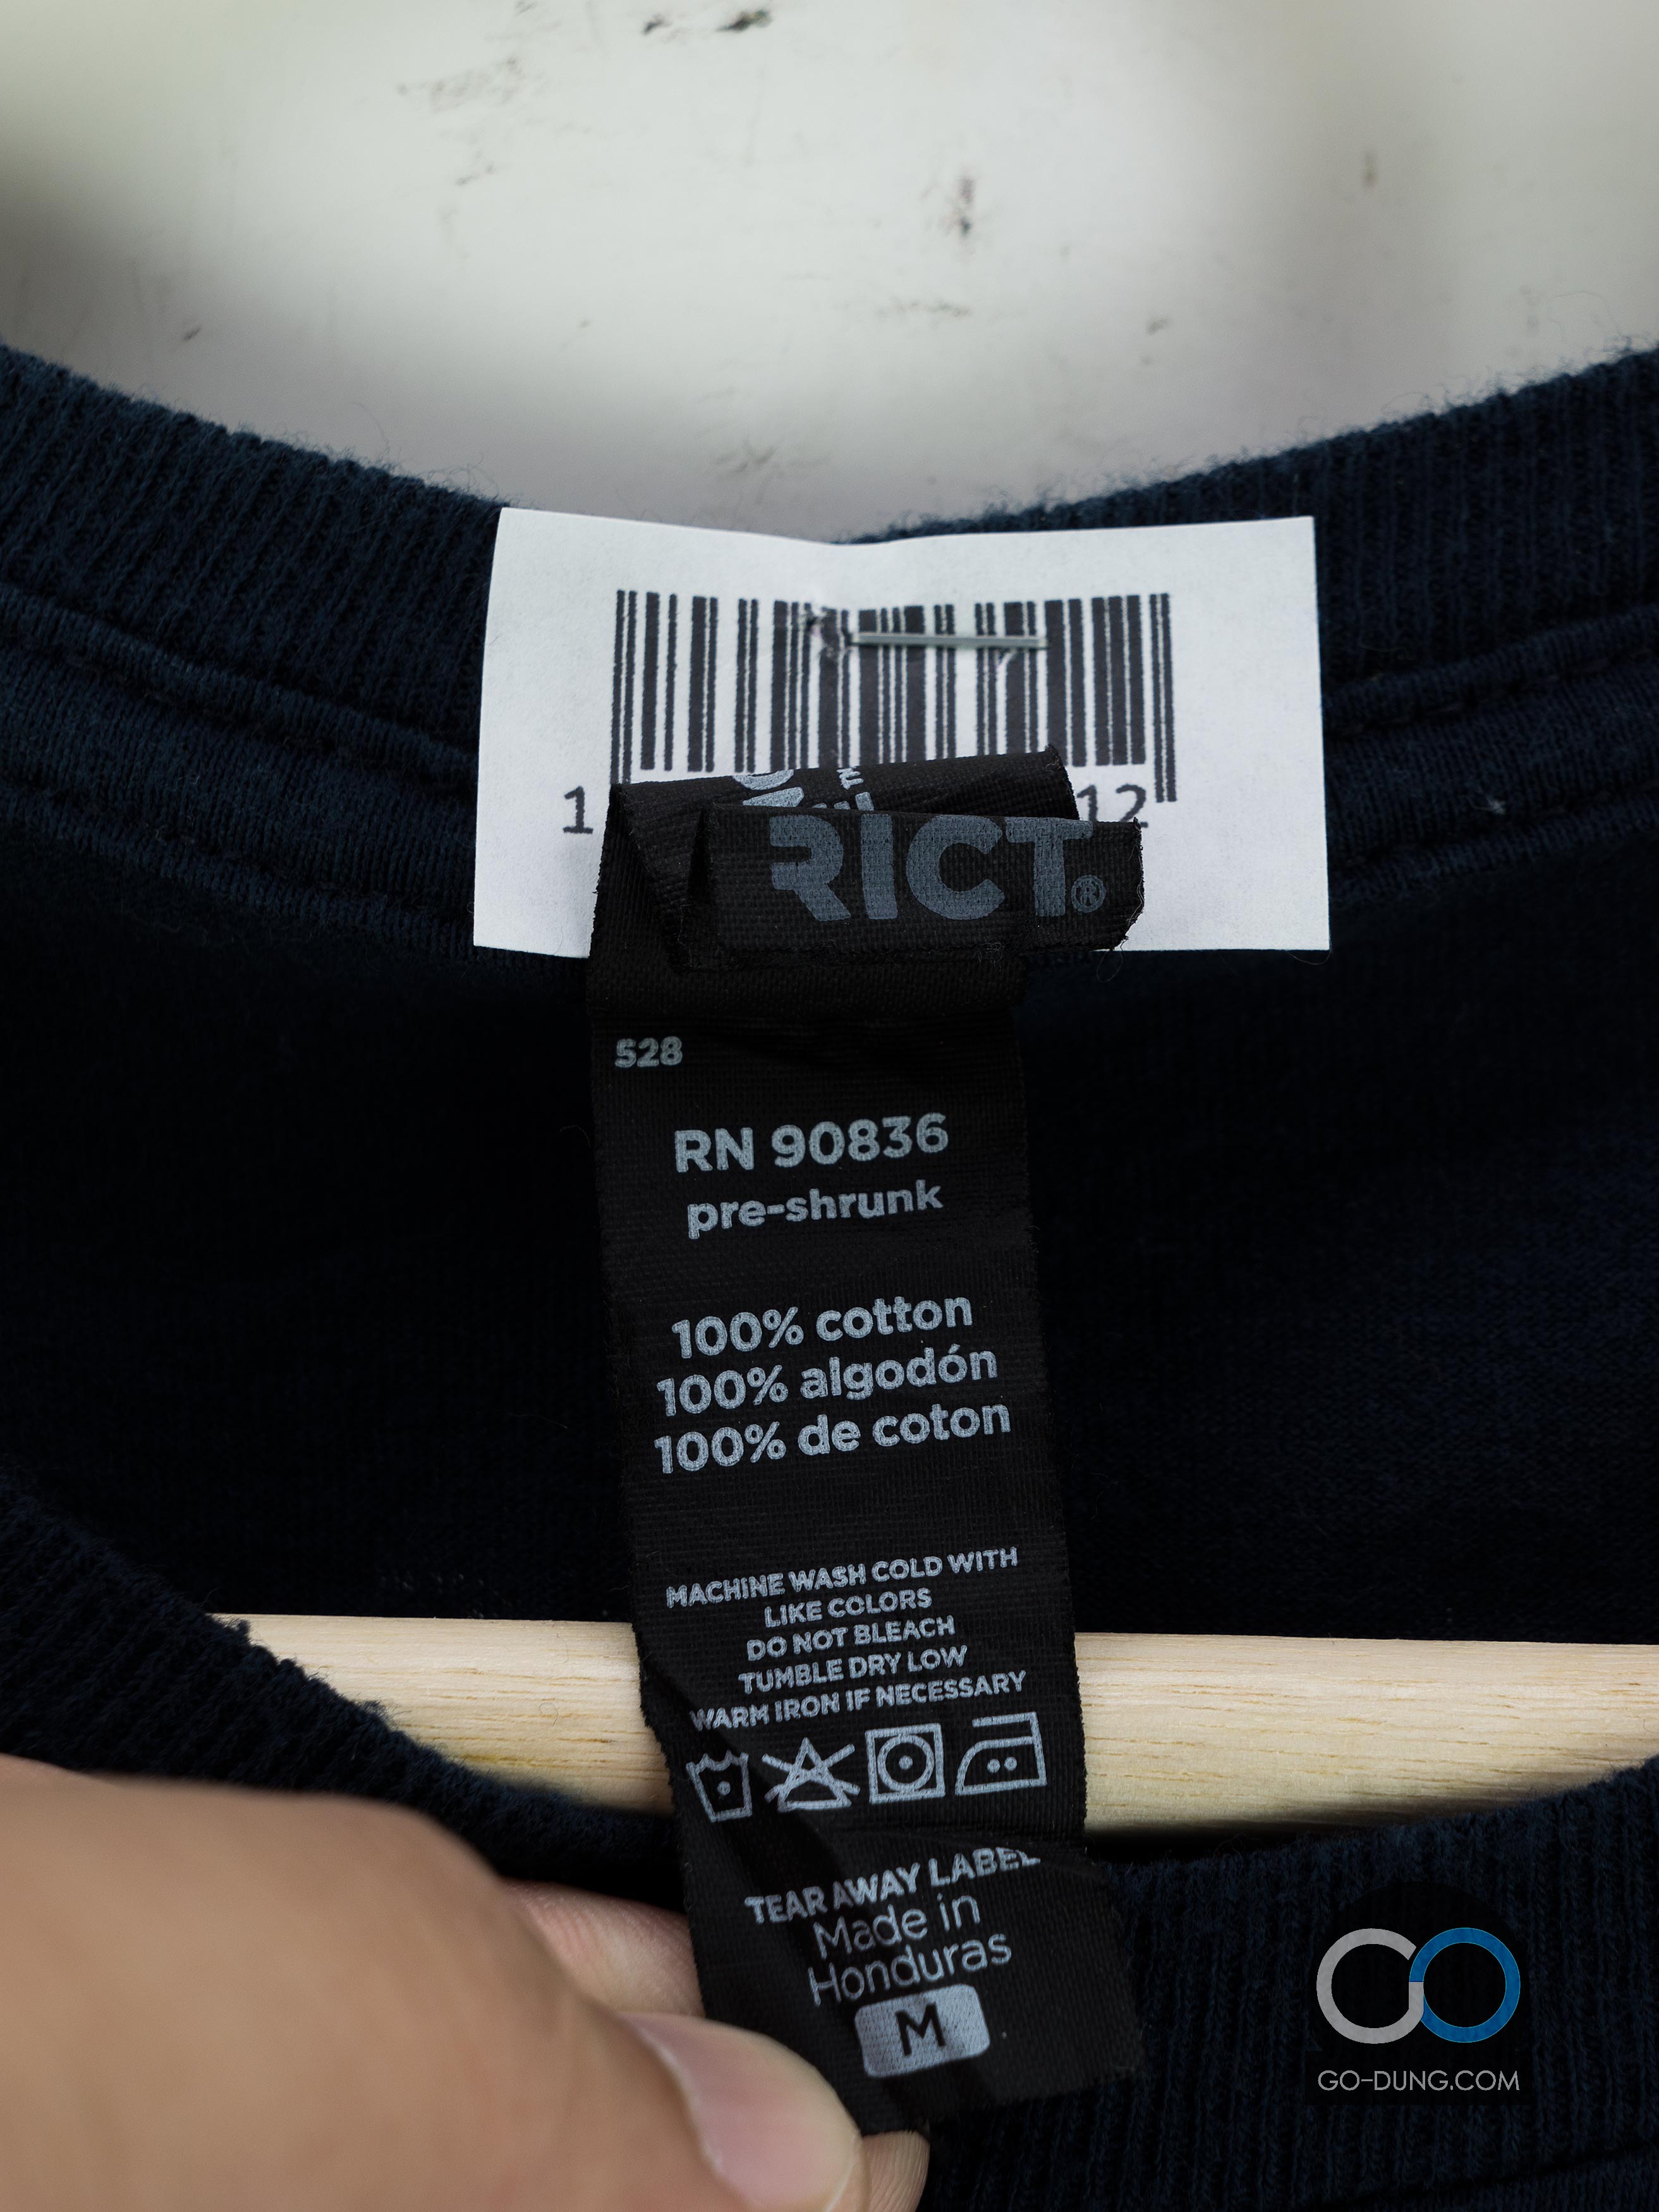 1
12
RICT®
528
RN 90836
pre-shrunk
100% cotton
100% algodón
100% de coton
MACHINE WASH COLD WITH
LIKE COLORS
DO NOT BLEACH
TUMBLE DRY LOW
WARM IRON IF NECESSARY
TEAR AWAY LABEL
Made in
Honduras
M
GO-DUNG.COM